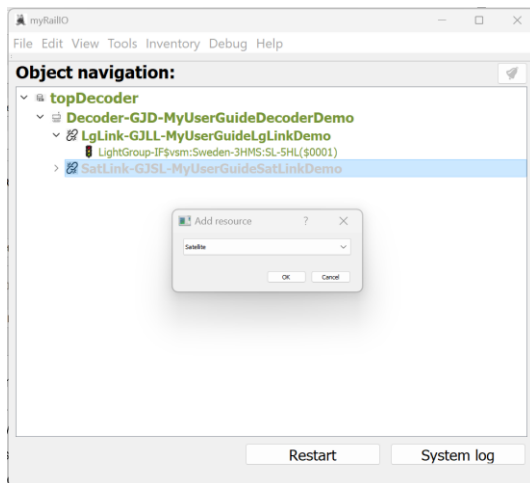 myRailIO
File Edit View Tools Inventory Debug Help
Object navigation:
topDecoder
Decoder-GJD-MyUserGuideDecoderDemo
LgLink-GJLL-MyUserGuideLgLinkDemo
LightGroup-IF$vsm:Sweden-3HMS:SL-5HL($0001)
SatLink-GJSL-MyUserGuideSatLinkDemo
Add resource ?
Satellite
OK Cancel
Restart System log